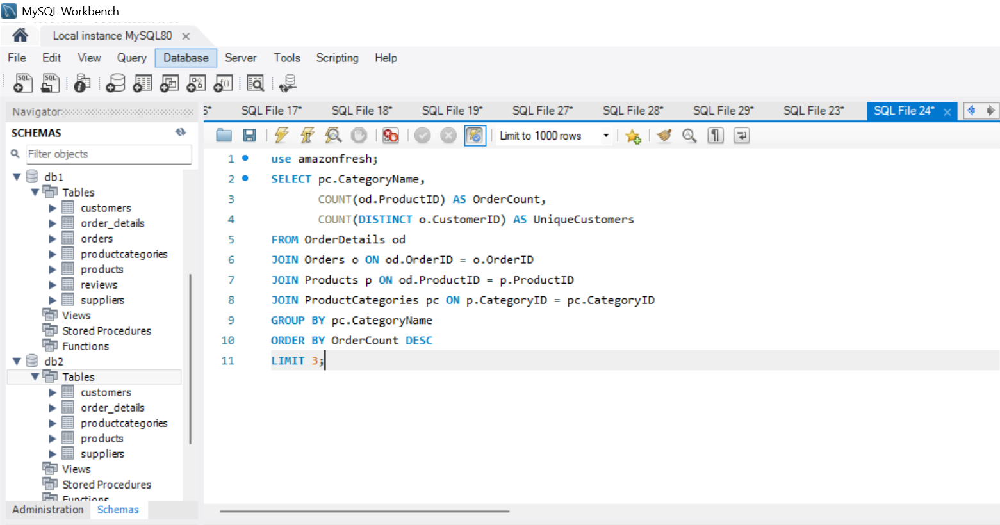 MySQL Workbench
Local instance MySQL80
File Edit View Query Database Server Tools Scripting Help
Navigator
SQL File 17* SQL File 18* SQL File 19* SQL File 27* SQL File 28* SQL File 29* SQL File 23* SQL File 24*
SCHEMAS
Limit to 1000 rows
Filter objects
db1
Tables
customers
order_details
orders
productcategories
products
reviews
suppliers
Views
Stored Procedures
Functions
db2
Tables
customers
order_details
productcategories
products
suppliers
Views
Stored Procedures
Functions
Administration Schemas
1 use amazonfresh;
2 SELECT pc.CategoryName,
3 COUNT(od.ProductID) AS OrderCount,
4 COUNT(DISTINCT o.CustomerID) AS UniqueCustomers
5 FROM OrderDetails od
6 JOIN Orders o ON od.OrderID = o.OrderID
7 JOIN Products p ON od.ProductID = p.ProductID
8 JOIN ProductCategories pc ON p.CategoryID = pc.CategoryID
9 GROUP BY pc.CategoryName
10 ORDER BY OrderCount DESC
11 LIMIT 3;